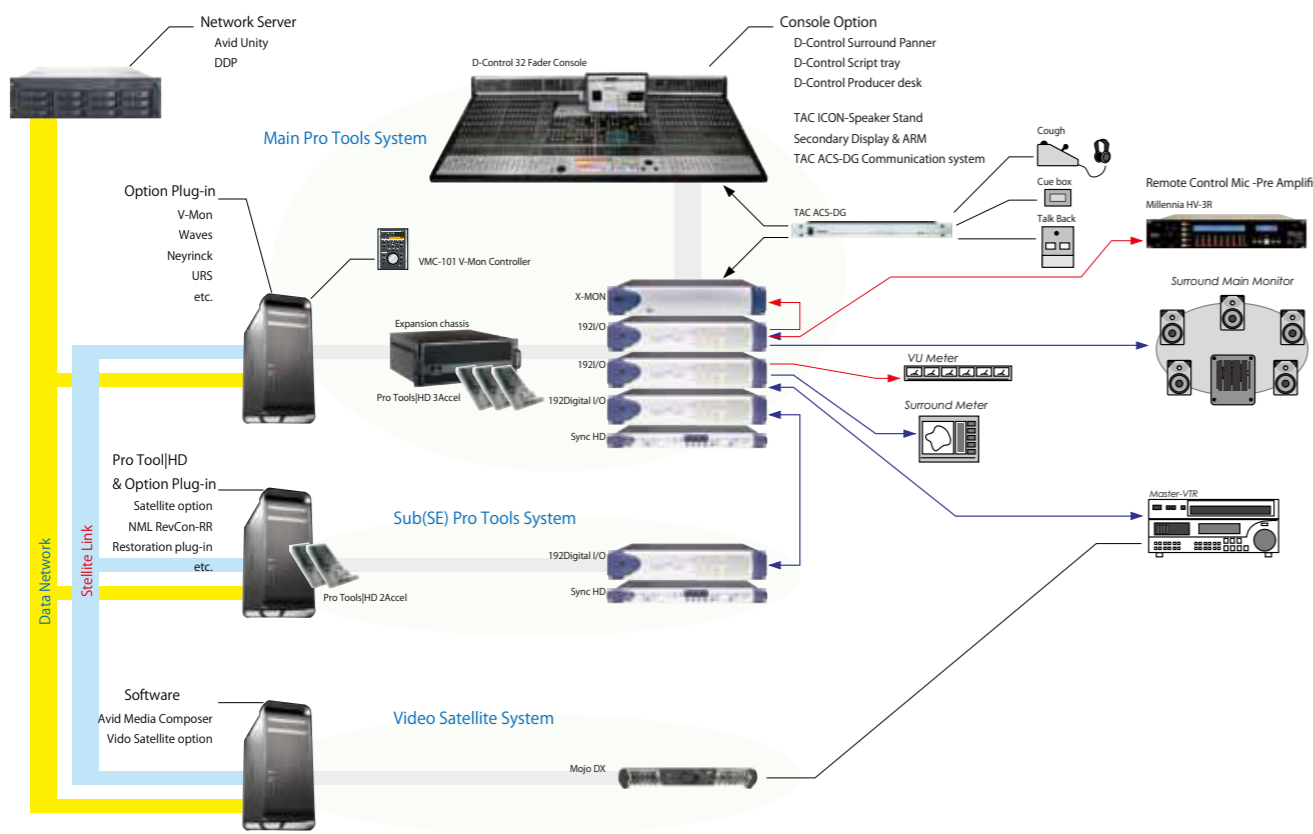 Network Server
Avid Unity
DDP
Console Option
D-Control Surround Panner
D-Control Script tray
D-Control Producer desk
TAC ICON-Speaker Stand
Secondary Display & ARM
TAC ACS-DG Communication system
D-Control 32 Fader Console
Main Pro Tools System
Cough
Cue box
Talk Back
TAC ACS-DG
Remote Control Mic -Pre Amplifi
Millennia HV-3R
Option Plug-in
V-Mon
Waves
Neyrinck
URS
etc.
VMC-101 V-Mon Controller
X-MON
192I/O
192I/O
192Digital I/O
Sync HD
Expansion chassis
Pro Tools|HD 3Accel
Surround Main Monitor
VU Meter
Surround Meter
Master-VTR
Pro Tool|HD
& Option Plug-in
Satellite option
NML RevCon-RR
Restoration plug-in
etc.
Sub(SE) Pro Tools System
192Digital I/O
Sync HD
Pro Tools|HD 2Accel
Data Network
Stellite Link
Software
Avid Media Composer
Vido Satellite option
Video Satellite System
Mojo DX